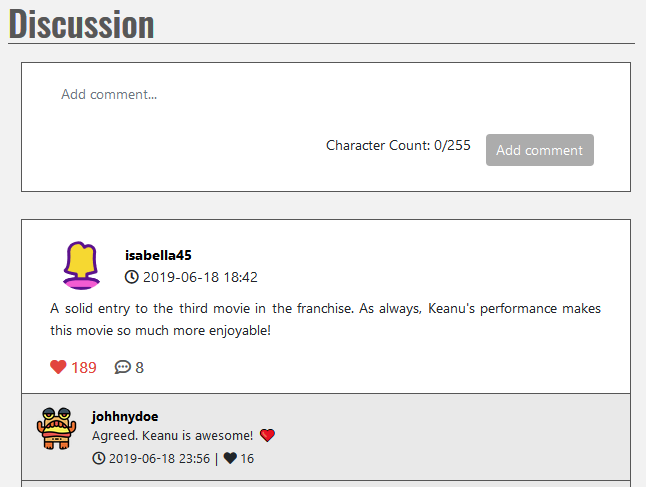 Discussion
Add comment...
Character Count: 0/255
Add comment
isabella45
2019-06-18 18:42
A solid entry to the third movie in the franchise. As always, Keanu's performance makes
this movie so much more enjoyable!
189 8
johhnydoe
Agreed. Keanu is awesome! ❤
2019-06-18 23:56 | ♥ 16